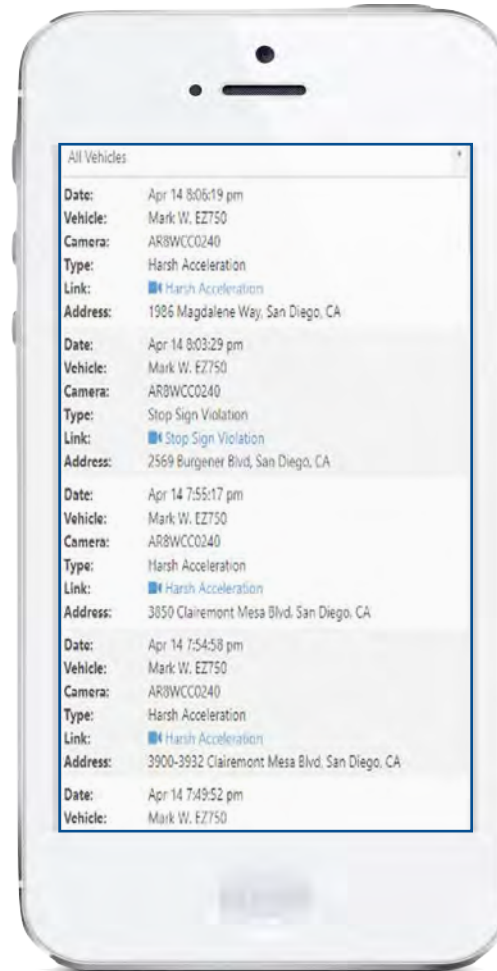 All Vehicles
Date: Apr 14 8:06:19 pm
Vehicle: Mark W. EZ750
Camera: AR8WCC0240
Type: Harsh Acceleration
Link: Harsh Acceleration
Address: 1986 Magdalene Way, San Diego, CA
Date: Apr 14 8:03:29 pm
Vehicle: Mark W. EZ750
Camera: AR8WCC0240
Type: Stop Sign Violation
Link: Stop Sign Violation
Address: 2569 Burgener Blvd, San Diego, CA
Date: Apr 14 7:55:17 pm
Vehicle: Mark W. EZ750
Camera: AR8WCC0240
Type: Harsh Acceleration
Link: Harsh Acceleration
Address: 3850 Clairemont Mesa Blvd, San Diego, CA
Date: Apr 14 7:54:58 pm
Vehicle: Mark W. EZ750
Camera: AR8WCC0240
Type: Harsh Acceleration
Link: Harsh Acceleration
Address: 3900-3932 Clairemont Mesa Blvd, San Diego, CA
Date: Apr 14 7:49:52 pm
Vehicle: Mark W. EZ750